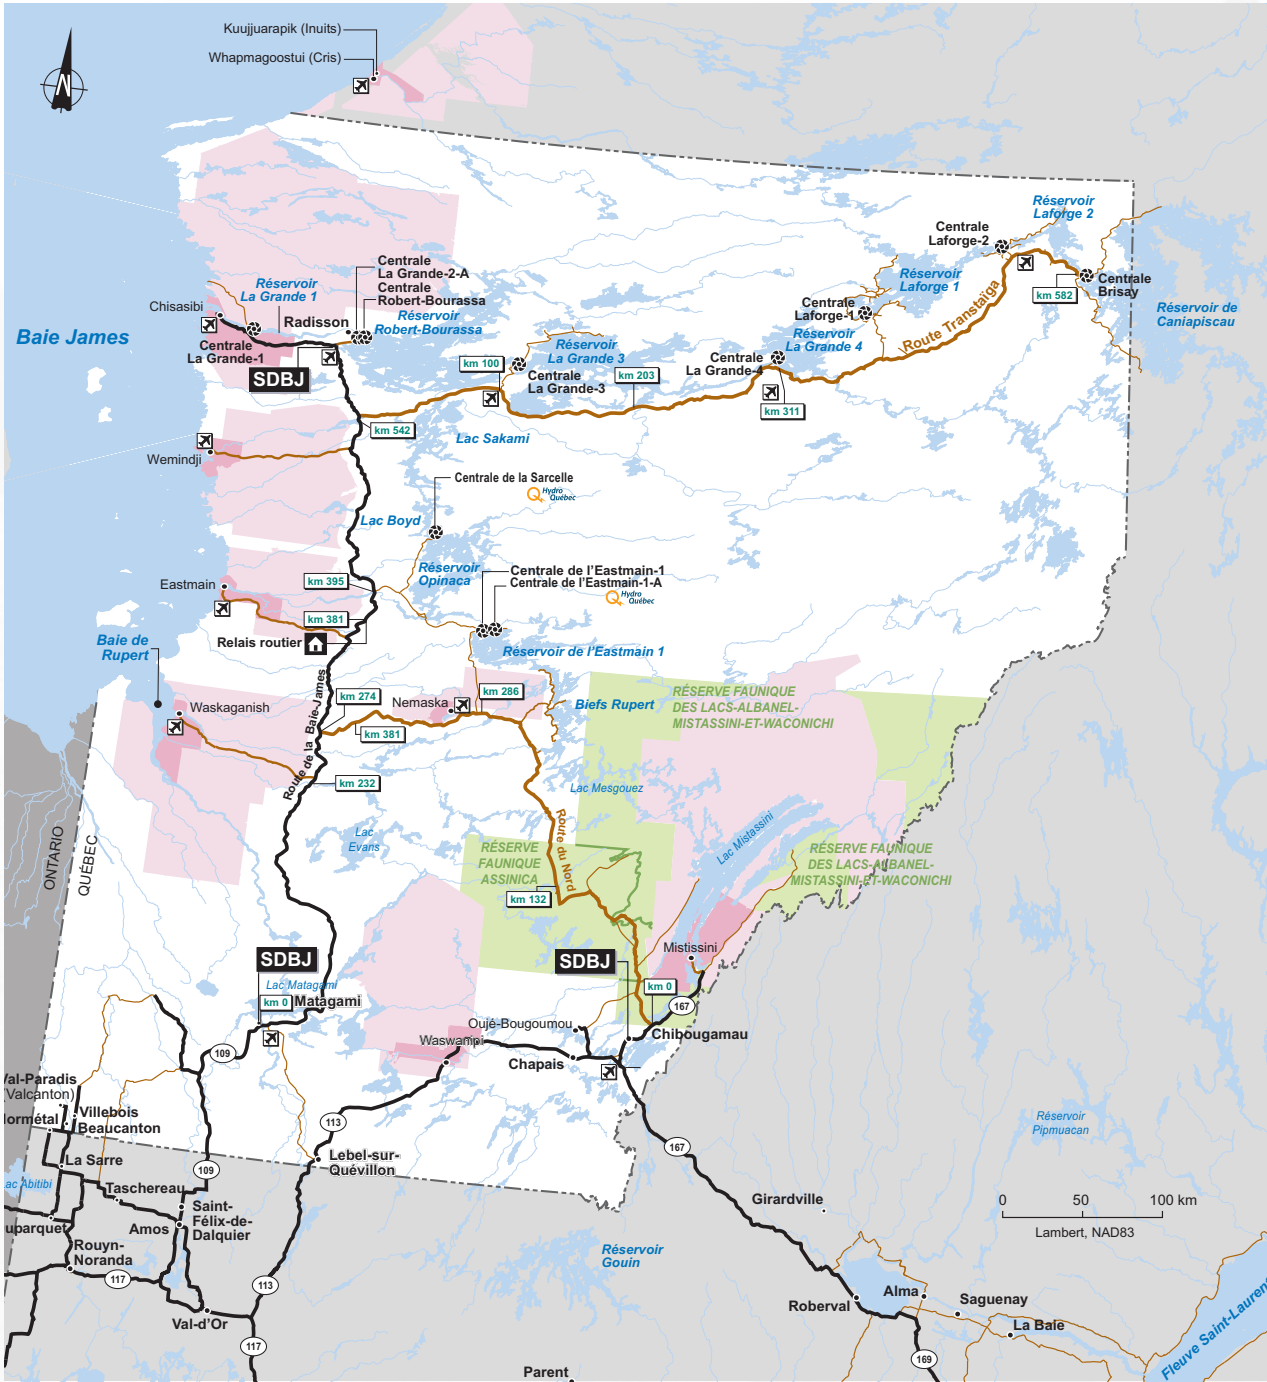 Kuujjuarapik (Inuits)
Whapmagoostui (Cris)
N
Réservoir
Laforge 2
Centrale
Laforge-2
Centrale
La Grande-2-A
Centrale
Robert-Bourassa
Réservoir
Robert-Bourassa
Réservoir
La Grande 1
Chisasibi
Radisson
Centrale
La Grande-1
SDBJ
Baie James
Réservoir
Laforge 1
Centrale
Laforge-1
Centrale
Brisay
km 582
Réservoir de
Caniapiscau
Route Transtaïga
Réservoir
La Grande 4
Centrale
La Grande-4
Réservoir
La Grande 3
Centrale
La Grande-3
km 100
km 203
km 311
km 542
Lac Sakami
Wemindji
Centrale de la Sarcelle
Hydro
Québec
Lac Boyd
Réservoir
Opinaca
Centrale de l'Eastmain-1
Centrale de l'Eastmain-1-A
Hydro
Québec
Eastmain
km 395
km 381
Relais routier
Réservoir de l'Eastmain 1
Baie de
Rupert
Waskaganish
Route de la Baie-James
km 274
km 381
Nemaska
km 286
Biefs Rupert
km 232
RÉSERVE FAUNIQUE
DES LACS-ALBANEL-
MISTASSINI-ET-WACONICHI
Lac Mesgouez
Lac
Evans
Route du Nord
Lac Mistassini
RÉSERVE
FAUNIQUE
ASSINICA
RÉSERVE FAUNIQUE
DES LACS-ALBANEL-
MISTASSINI-ET-WACONICHI
km 132
ONTARIO
QUÉBEC
SDBJ
Lac Matagami
km 0
Matagami
SDBJ
Mistissini
km 0
167
Oujé-Bougoumou
Chibougamau
Waswanipi
Chapais
109
113
Val-Paradis
(Valcanton)
Villebois
Beaucanton
La Sarre
109
Lebel-sur-
Quévillon
167
Taschereau
Amos
Saint-
Félix-de-
Dalquier
Rouyn-
Noranda
117
113
Val-d'Or
117
Réservoir
Gouin
Parent
Réservoir
Pipmuacan
Girardville
0 50 100 km
Lambert, NAD83
Roberval
Alma
Saguenay
La Baie
169
Fleuve Saint-Laurent